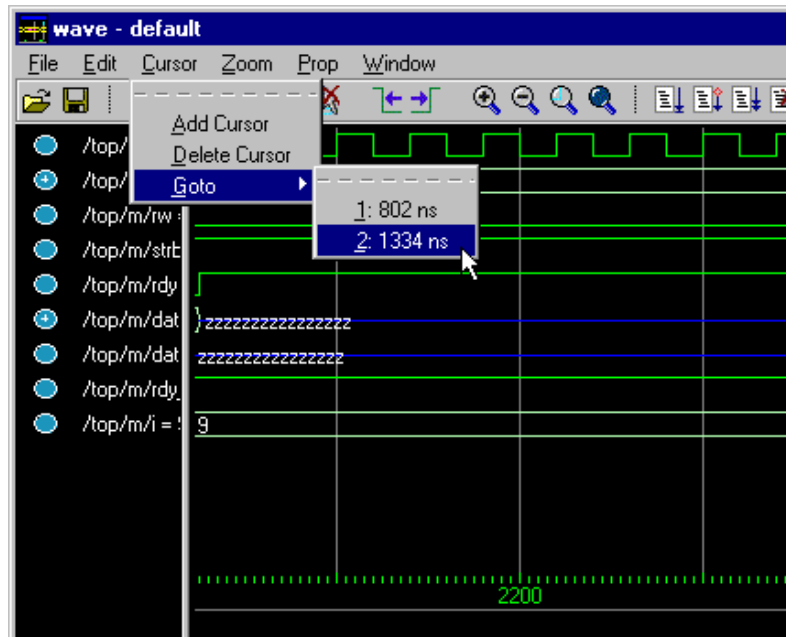 wave - default
File Edit Cursor Zoom Prop Window
Add Cursor
Delete Cursor
Goto
1: 802 ns
2: 1334 ns
/top/
/top/
/top/m/rw =
/top/m/strb
/top/m/rdy
/top/m/dat
zzzzzzzzzzzzzzzz
/top/m/dat
zzzzzzzzzzzzzzzz
/top/m/rdy_
/top/m/i =
9
2200